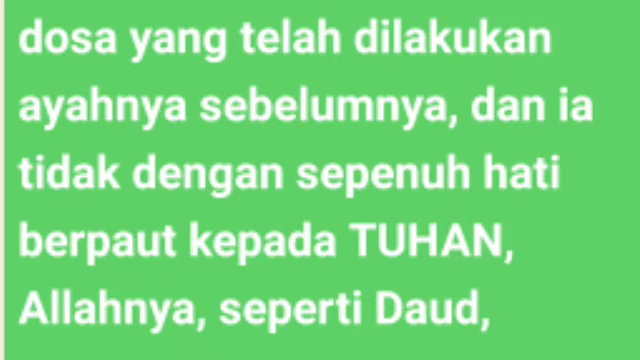 dosa yang telah dilakukan
ayahnya sebelumnya, dan ia
tidak dengan sepenuh hati
berpaut kepada TUHAN,
Allahnya, seperti Daud,